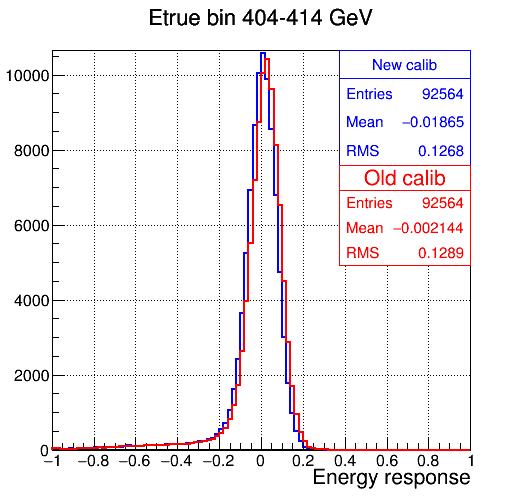 Etrue bin 404-414 GeV
New calib
Entries 92564
Mean −0.01865
RMS 0.1268
Old calib
Entries 92564
Mean −0.002144
RMS 0.1289
10000
8000
6000
4000
2000
0
−1 −0.8 −0.6 −0.4 −0.2 0 0.2 0.4 0.6 0.8 1
Energy response